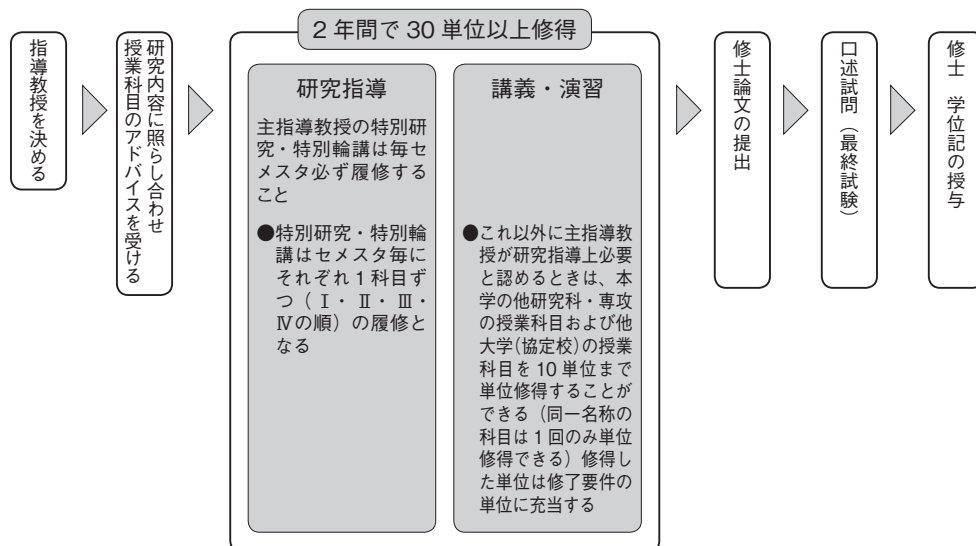 指導教授を決める
研究内容に照らし合わせ
授業科目のアドバイスを受ける
2年間で30単位以上修得
研究指導
主指導教授の特別研
究・特別輪講は毎セ
メスタ必ず履修する
こと
●特別研究・特別輪
講はセメスタ毎に
それぞれ1科目ず
つ（Ⅰ・Ⅱ・Ⅲ・
Ⅳの順）の履修と
なる
講義・演習
●これ以外に主指導教
授が研究指導上必要
と認めるときは、本
学の他研究科・専攻
の授業科目および他
大学(協定校)の授業
科目を10単位まで
単位修得することが
できる（同一名称の
科目は1回のみ単位
修得できる）修得し
た単位は修了要件の
単位に充当する
修士論文の提出
口述試問（最終試験）
修士　学位記の授与